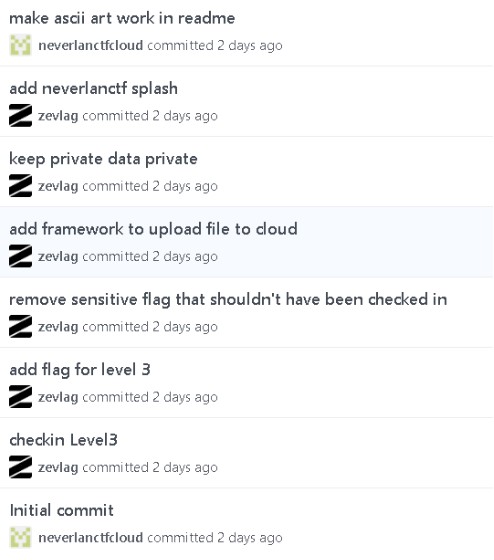 make ascii art work in readme
neverlanctfcloud committed 2 days ago
add neverlanctf splash
zevlag committed 2 days ago
keep private data private
zevlag committed 2 days ago
add framework to upload file to cloud
zevlag committed 2 days ago
remove sensitive flag that shouldn't have been checked in
zevlag committed 2 days ago
add flag for level 3
zevlag committed 2 days ago
checkin Level3
zevlag committed 2 days ago
Initial commit
neverlanctfcloud committed 2 days ago